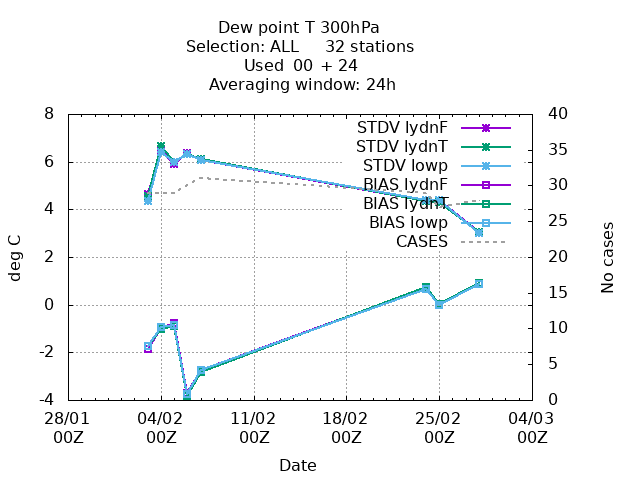 Dew point T 300hPa
Selection: ALL 32 stations
Used 00 + 24
Averaging window: 24h
8
6
4
2
0
-2
-4
deg C
40
35
30
25
20
15
10
5
0
No cases
STDV lydnF
STDV lydnT
STDV lowp
BIAS lydnF
BIAS lydnT
BIAS lowp
CASES
28/01 04/02 11/02 18/02 25/02 04/03
00Z 00Z 00Z 00Z 00Z 00Z
Date